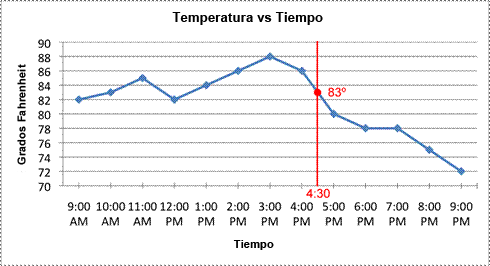 Temperatura vs Tiempo
Grados Fahrenheit
90
88
86
84
82
80
78
76
74
72
70
83º
4:30
9:00 AM
10:00 AM
11:00 AM
12:00 PM
1:00 PM
2:00 PM
3:00 PM
4:00 PM
5:00 PM
6:00 PM
7:00 PM
8:00 PM
9:00 PM
Tiempo